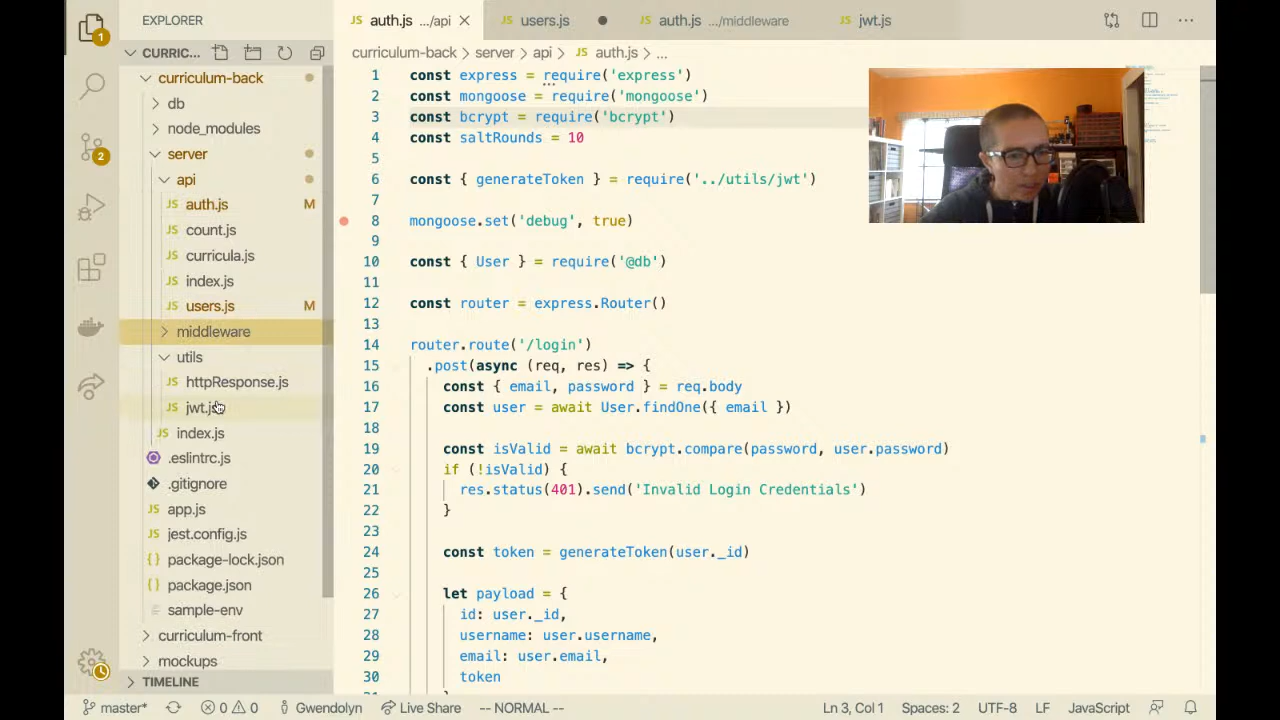 EXPLORER
CURRIC...
curriculum-back
db
node_modules
server
api
auth.js M
count.js
curricula.js
index.js
users.js M
middleware
utils
httpResponse.js
jwt.js
index.js
.eslintrc.js
.gitignore
app.js
jest.config.js
package-lock.json
package.json
sample-env
curriculum-front
mockups
TIMELINE
1
2
JS auth.js .../api
JS users.js
JS auth.js .../middleware
JS jwt.js
curriculum-back > server > api > JS auth.js > ...
1 const express = require('express')
2 const mongoose = require('mongoose')
3 const bcrypt = require('bcrypt')
4 const saltRounds = 10
5
6 const { generateToken } = require('../utils/jwt')
7
8 mongoose.set('debug', true)
9
10 const { User } = require('@db')
11
12 const router = express.Router()
13
14 router.route('/login')
15 .post(async (req, res) => {
16 const { email, password } = req.body
17 const user = await User.findOne({ email })
18
19 const isValid = await bcrypt.compare(password, user.password)
20 if (!isValid) {
21 res.status(401).send('Invalid Login Credentials')
22 }
23
24 const token = generateToken(user._id)
25
26 let payload = {
27 id: user._id,
28 username: user.username,
29 email: user.email,
30 token
master* 0 0 Gwendolyn Live Share -- NORMAL -- Ln 3, Col 1 Spaces: 2 UTF-8 LF JavaScript